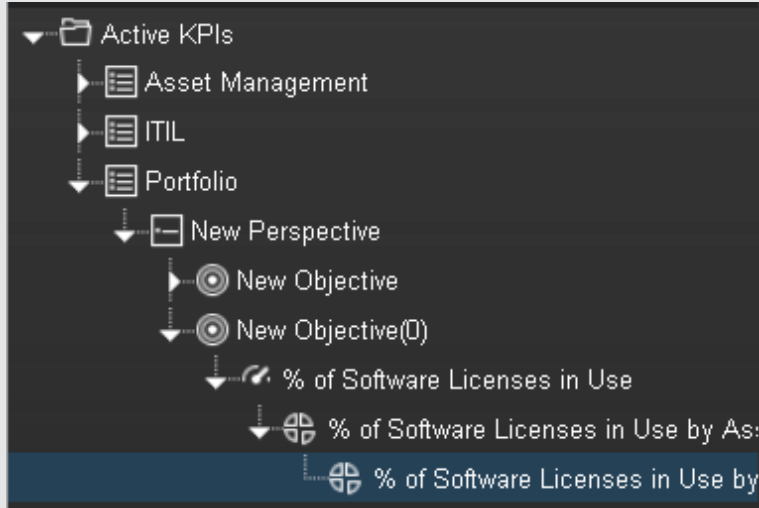 Active KPIs
Asset Management
ITIL
Portfolio
New Perspective
New Objective
New Objective(0)
% of Software Licenses in Use
% of Software Licenses in Use by
% of Software Licenses in Use by